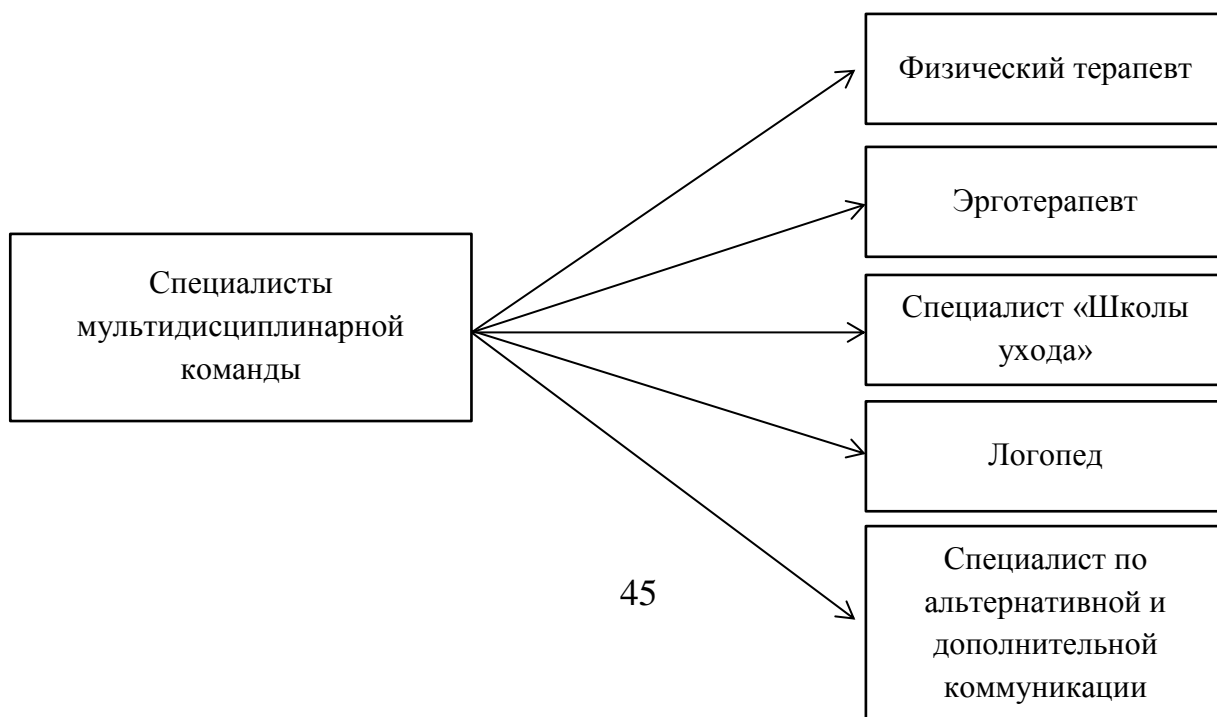 Физический терапевт
Эрготерапевт
Специалисты
мультидисциплинарной
команды
Специалист «Школы
ухода»
Логопед
Специалист по
альтернативной и
дополнительной
коммуникации
45